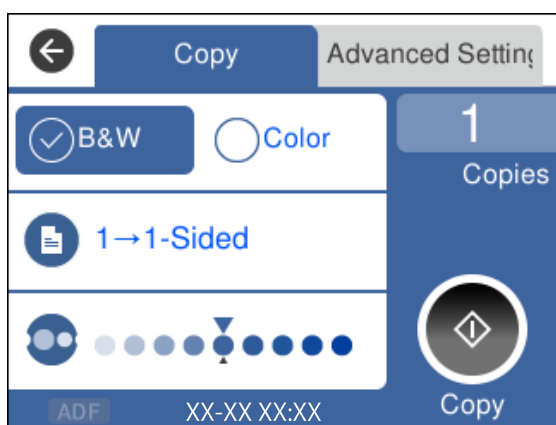 Copy
Advanced Setting
B&W
Color
1
Copies
1→1-Sided
ADF
XX-XX XX:XX
Copy